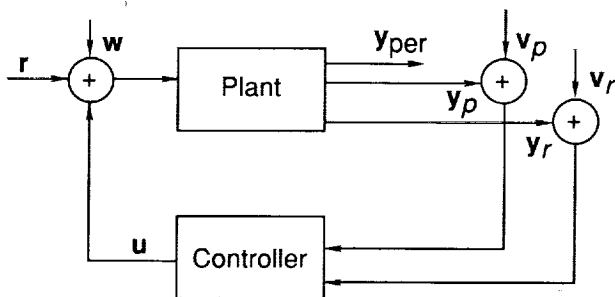 w
r
+
Plant
y_per
y_p
v_p
+
v_r
+
y_r
u
Controller